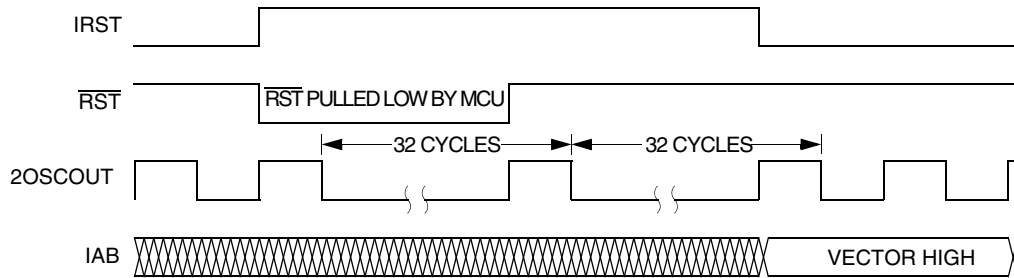 IRST
RST
RST PULLED LOW BY MCU
32 CYCLES
32 CYCLES
2OSCOUT
IAB
VECTOR HIGH